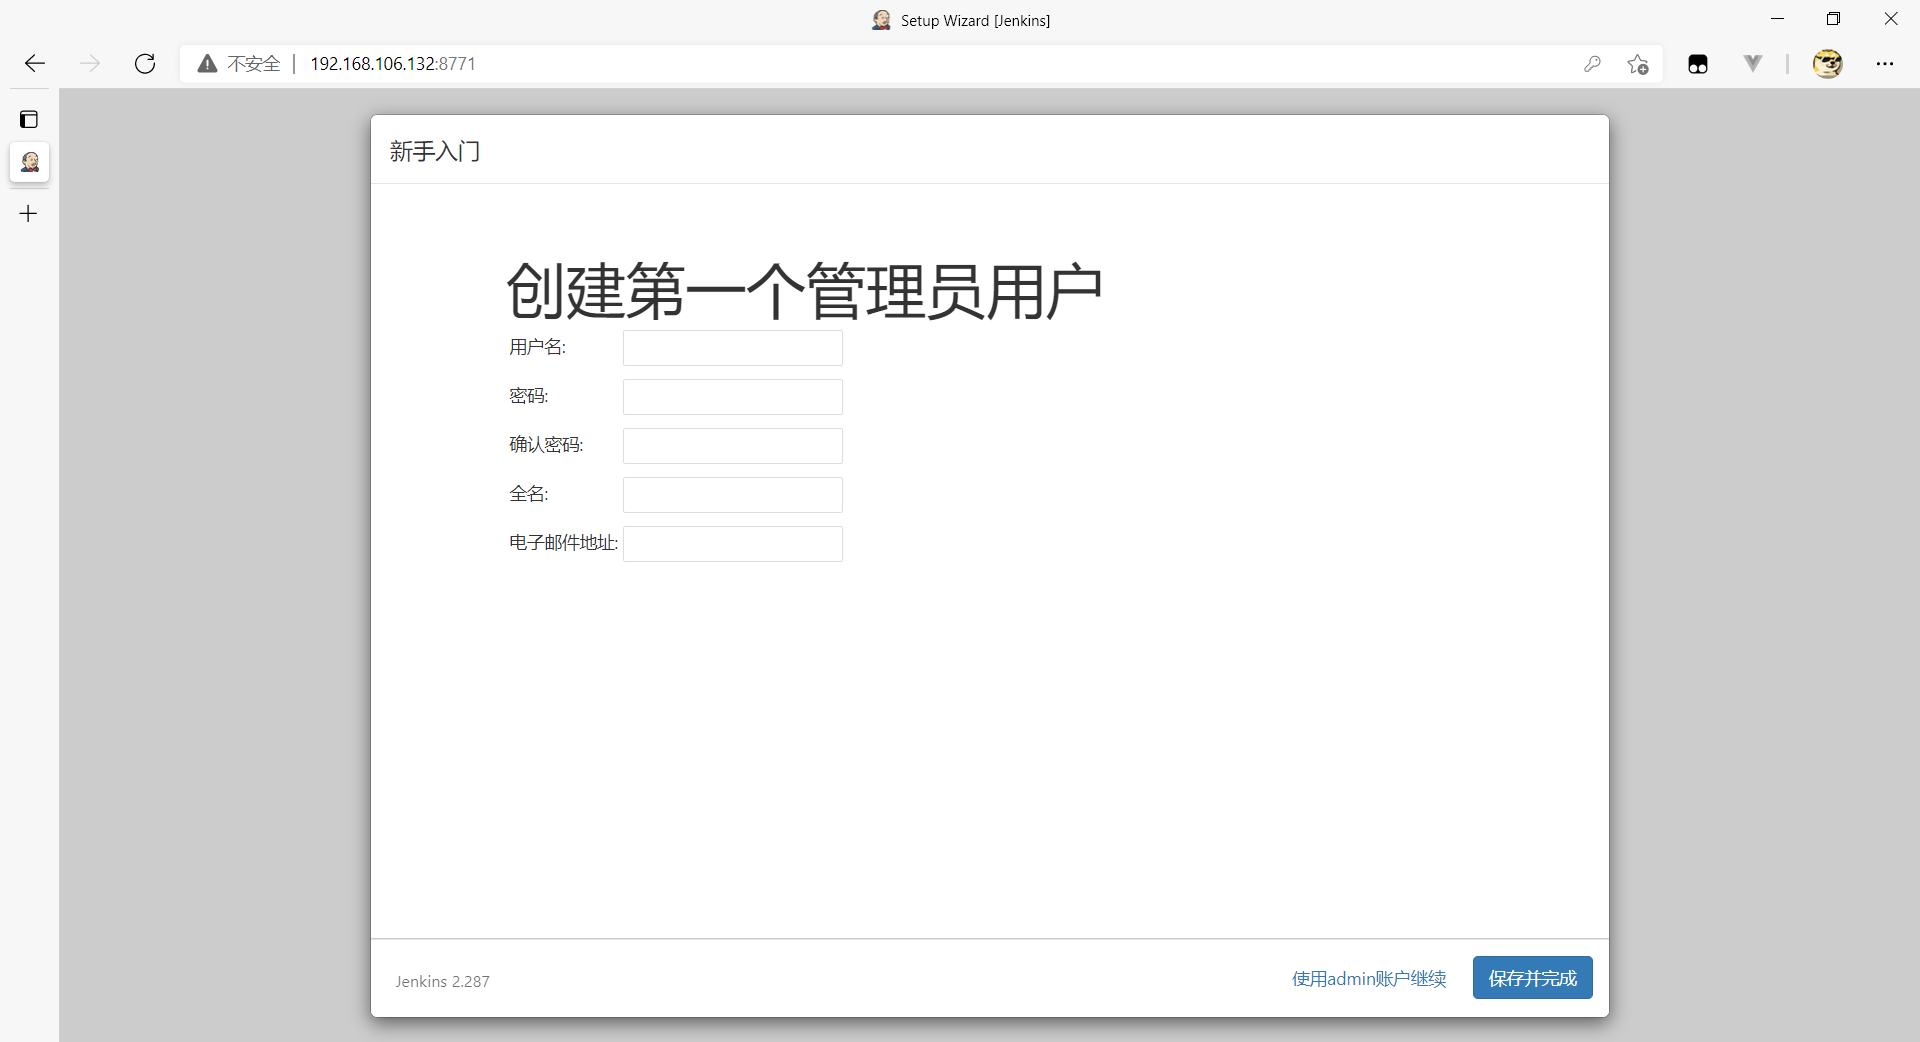 Setup Wizard [Jenkins]
不安全 | 192.168.106.132:8771
新手入门
创建第一个管理员用户
用户名:
密码:
确认密码:
全名:
电子邮件地址:
Jenkins 2.287
使用admin账户继续
保存并完成